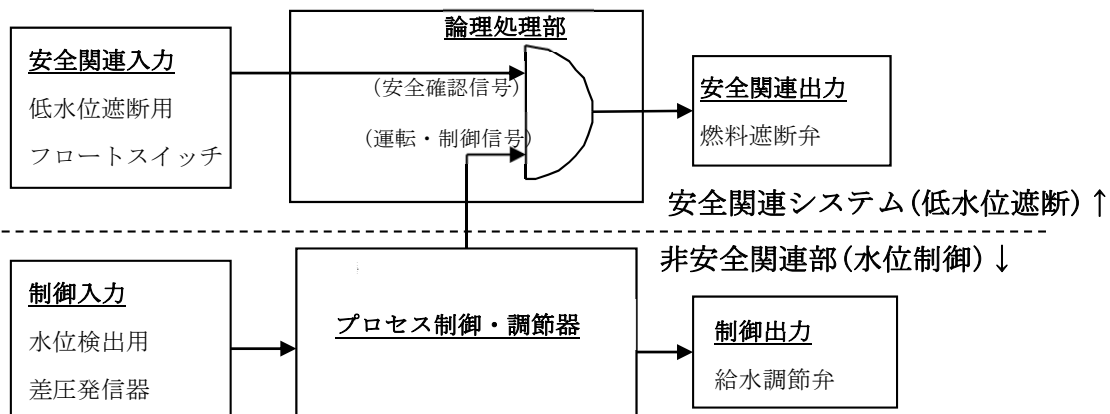 論理処理部
安全関連入力
低水位遮断用
フロートスイッチ
(安全確認信号)
(運転・制御信号)
安全関連出力
燃料遮断弁
安全関連システム(低水位遮断)↑
非安全関連部(水位制御)↓
制御入力
水位検出用
差圧発信器
プロセス制御・調節器
制御出力
給水調節弁